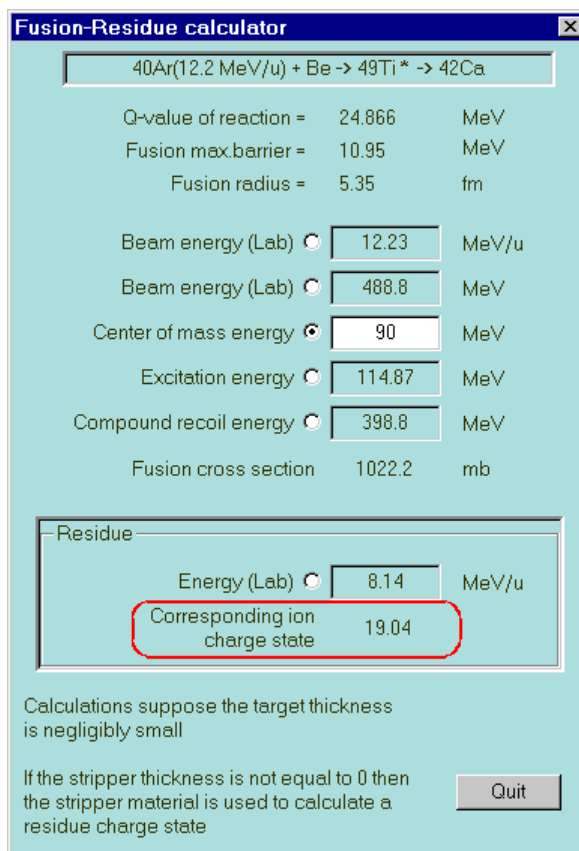 Fusion-Residue calculator
40Ar(12.2 MeV/u) + Be -> 49Ti* -> 42Ca
Q-value of reaction = 24.866 MeV
Fusion max.barrier = 10.95 MeV
Fusion radius = 5.35 fm
Beam energy (Lab) 12.23 MeV/u
Beam energy (Lab) 488.8 MeV
Center of mass energy 90 MeV
Excitation energy 114.87 MeV
Compound recoil energy 398.8 MeV
Fusion cross section 1022.2 mb
Residue
Energy (Lab) 8.14 MeV/u
Corresponding ion
charge state 19.04
Calculations suppose the target thickness
is negligibly small
If the stripper thickness is not equal to 0 then
the stripper material is used to calculate a
residue charge state
Quit